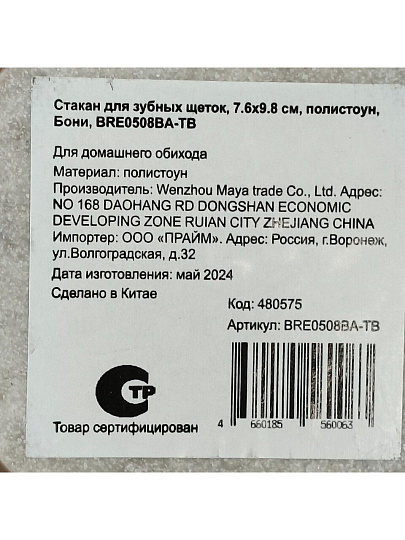 Стакан для зубных щеток, 7.6х9.8 см, полистоун,
Бони, BRE0508BA-TB
Для домашнего обихода
Материал: полистоун
Производитель: Wenzhou Maya trade Co., Ltd. Адрес:
NO 168 DAOHANG RD DONGSHAN ECONOMIC
DEVELOPING ZONE RUIAN CITY ZHEJIANG CHINA
Импортер: ООО «ПРАЙМ». Адрес: Россия, г.Воронеж,
ул.Волгоградская, д.32
Дата изготовления: май 2024
Сделано в Китае
Код: 480575
Артикул: BRE0508BA-TB
СТР
Товар сертифицирован
4 660185 560063